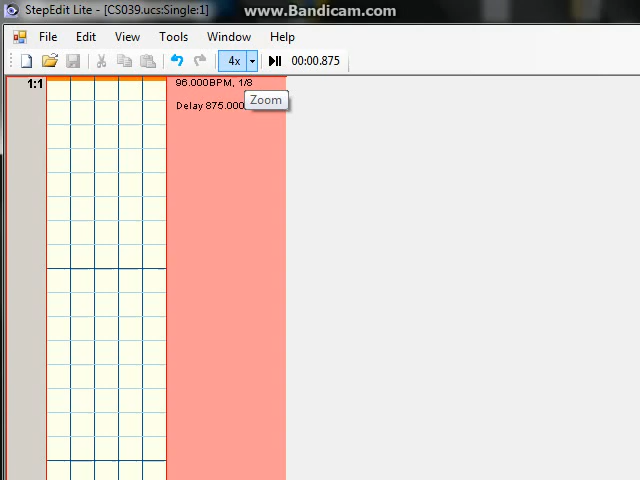 StepEdit Lite - [CS039.ucs:Single:1]
www.Bandicam.com
File Edit View Tools Window Help
4x 00:00.875
1:1 96.000BPM, 1/8
Zoom
Delay 875.000